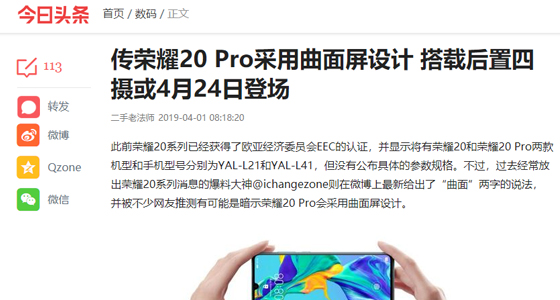 今日头条
首页 / 数码 / 正文
113
转发
微博
Qzone
微信
传荣耀20 Pro采用曲面屏设计 搭载后置四
摄或4月24日登场
二手老法师 2019-04-01 08:18:20
此前荣耀20系列已经获得了欧亚经济委员会EEC的认证，并显示将有荣耀20和荣耀20 Pro两款
机型和手机型号分别为YAL-L21和YAL-L41，但没有公布具体的参数规格。不过，过去经常放
出荣耀20系列消息的爆料大神@ichangezone则在微博上最新给出了“曲面”两字的说法，
并被不少网友推测有可能是暗示荣耀20 Pro会采用曲面屏设计。